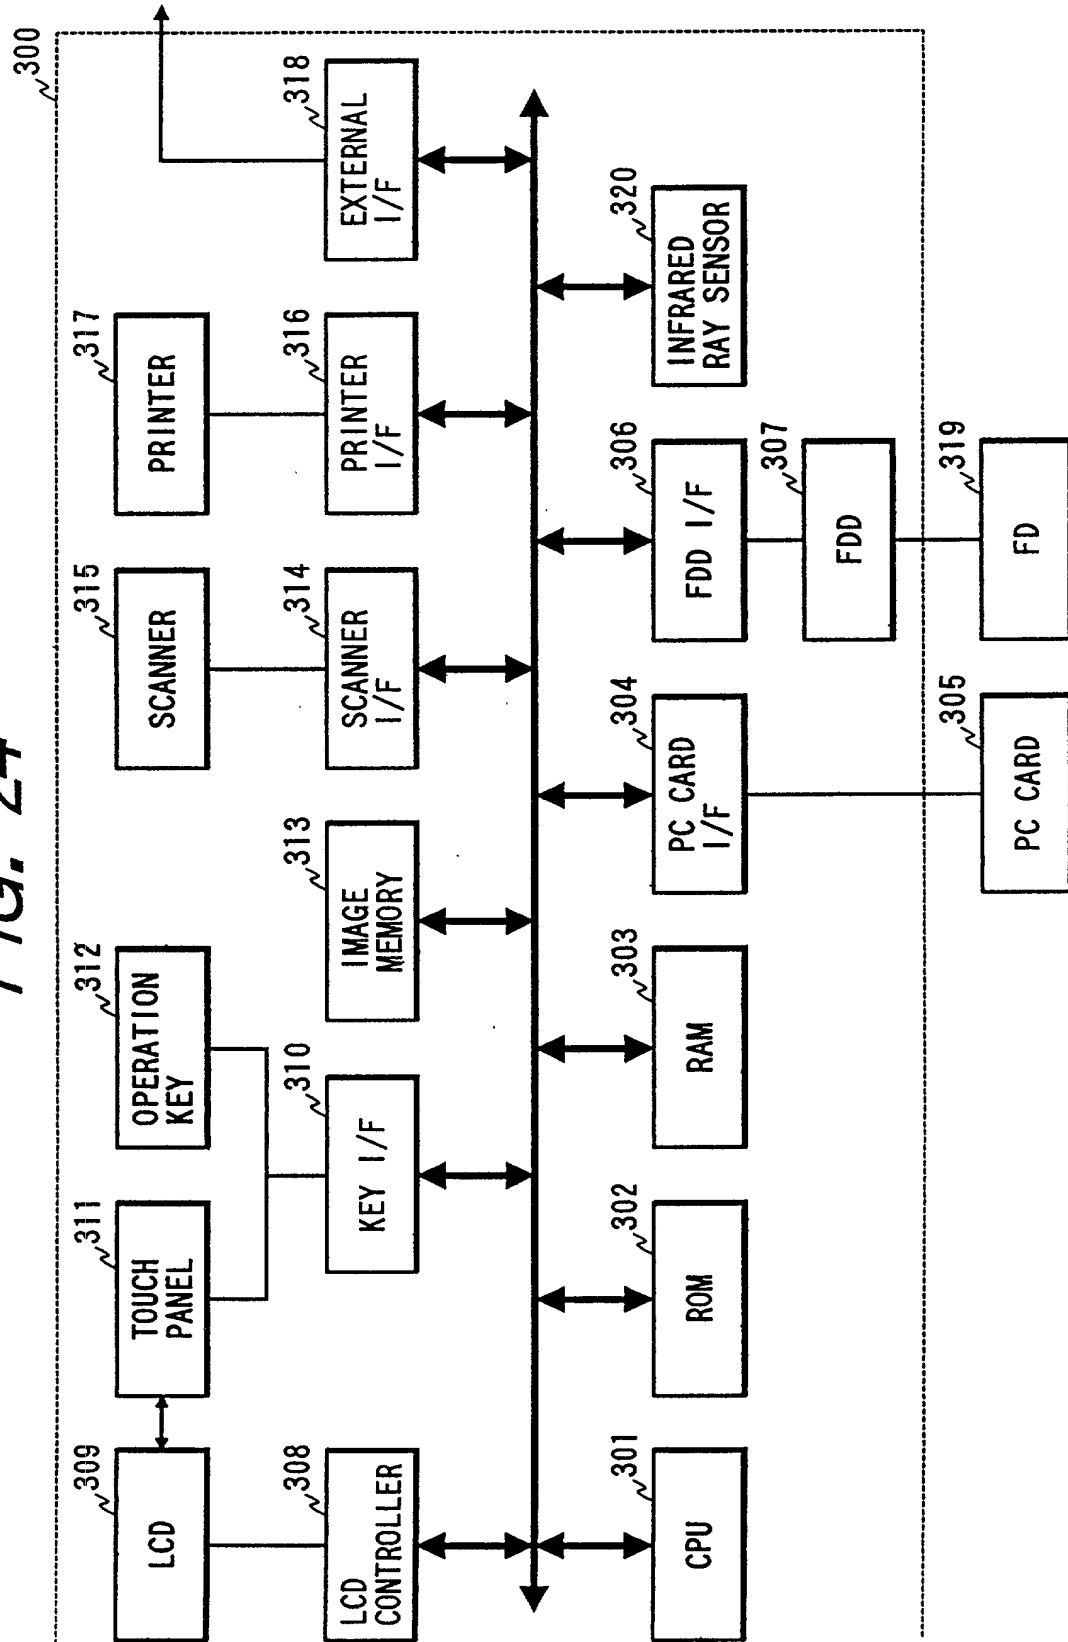 FIG. 24
300
309
LCD
311
TOUCH
PANEL
312
OPERATION
KEY
315
SCANNER
317
PRINTER
308
LCD
CONTROLLER
310
KEY I/F
313
IMAGE
MEMORY
314
SCANNER
I/F
316
PRINTER
I/F
318
EXTERNAL
I/F
301
CPU
302
ROM
303
RAM
304
PC CARD
I/F
306
FDD I/F
320
INFRARED
RAY SENSOR
307
FDD
305
PC CARD
319
FD